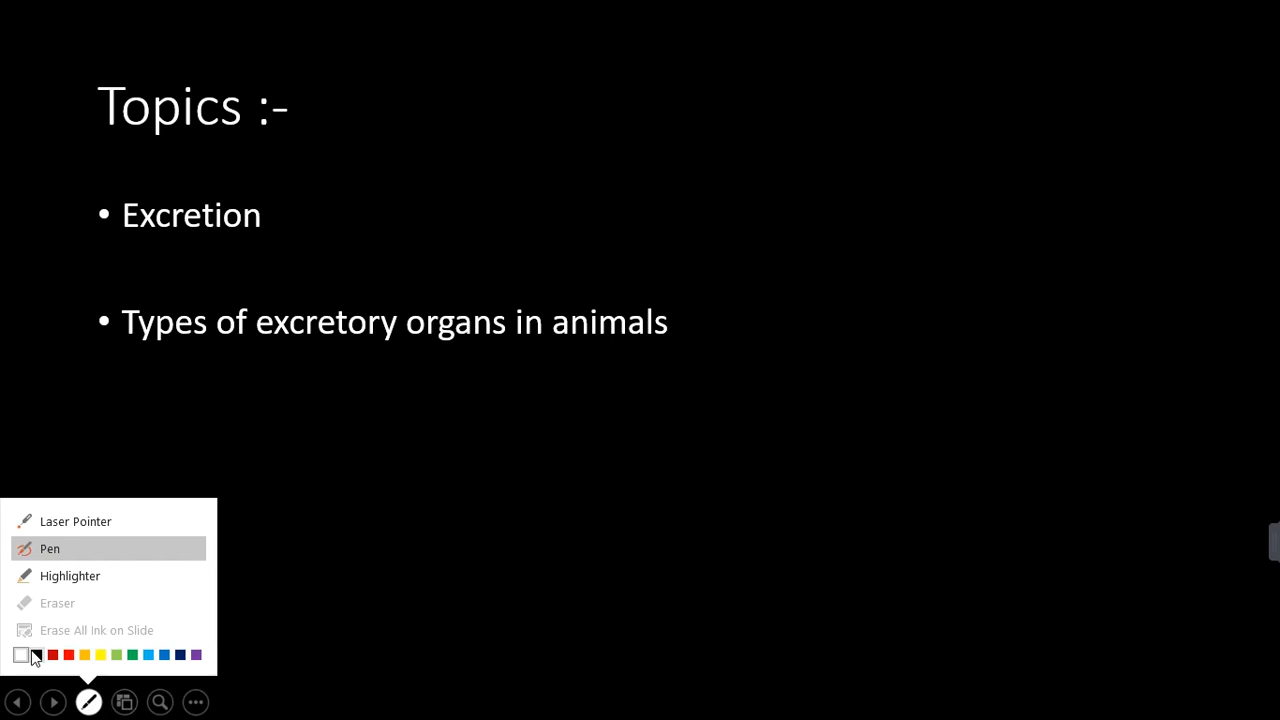 Topics :-
• Excretion
• Types of excretory organs in animals
Laser Pointer
Pen
Highlighter
Eraser
Erase All Ink on Slide